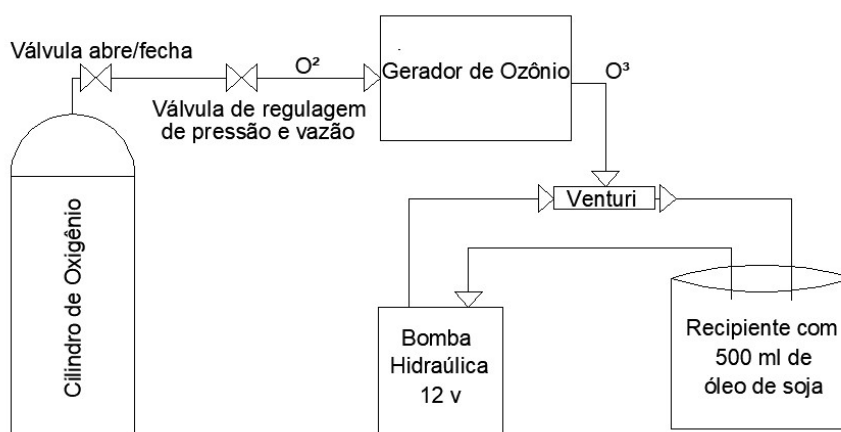 Válvula abre/fecha
O²
Válvula de regulagem
de pressão e vazão
Gerador de Ozônio
O³
Venturi
Cilindro de Oxigênio
Bomba
Hidraúlica
12 v
Recipiente com
500 ml de
óleo de soja